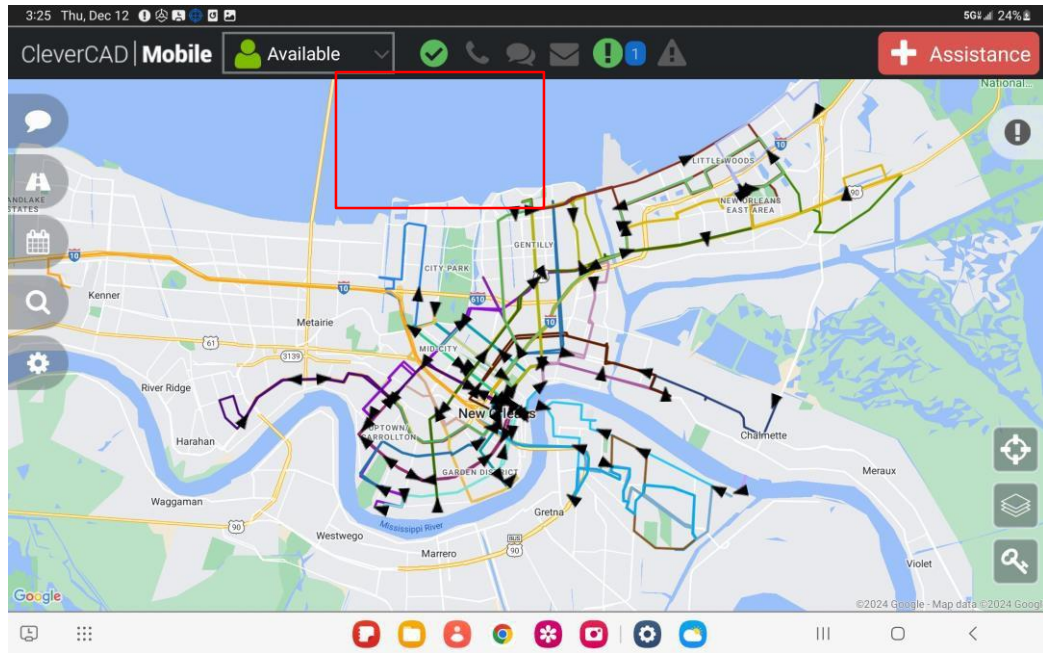 3:25 Thu, Dec 12
5G 24%
CleverCAD | Mobile
Available
1
Assistance
National...
LITTLE WOODS
10
90
NEW ORLEANS
EAST AREA
ANDLAKE
STATES
GENTILLY
10
CITY PARK
Kenner
10
610
Metairie
10
61
MID-CITY
3139
River Ridge
New Orleans
UPTOWN/
CARROLLTON
Harahan
Chalmette
GARDEN DISTRICT
Meraux
Waggaman
Gretna
90
Mississippi River
Westwego
BUS
90
Marrero
Violet
Google
©2024 Google - Map data ©2024 Googl